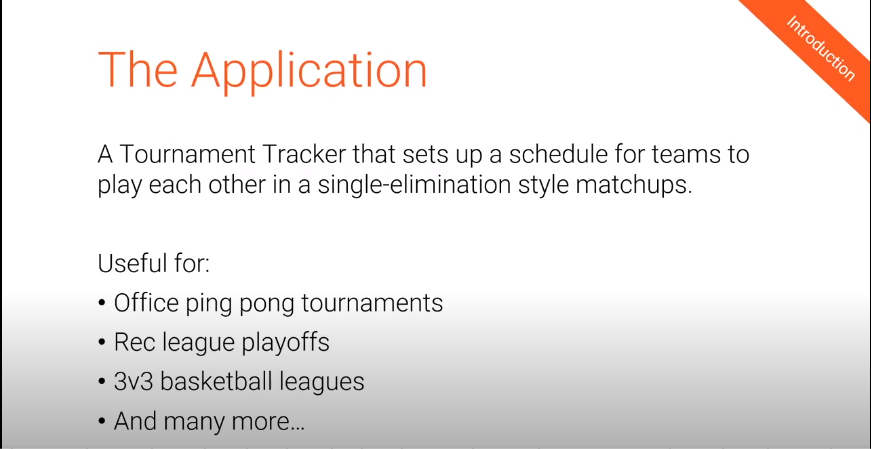 Introduction
The Application
A Tournament Tracker that sets up a schedule for teams to
play each other in a single-elimination style matchups.
Useful for:
• Office ping pong tournaments
• Rec league playoffs
• 3v3 basketball leagues
• And many more...